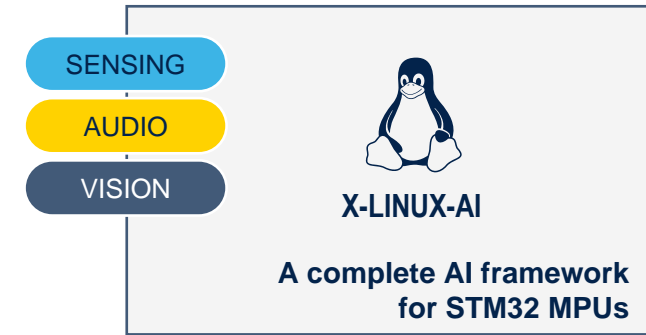 SENSING
AUDIO
VISION
X-LINUX-AI
A complete AI framework
for STM32 MPUs